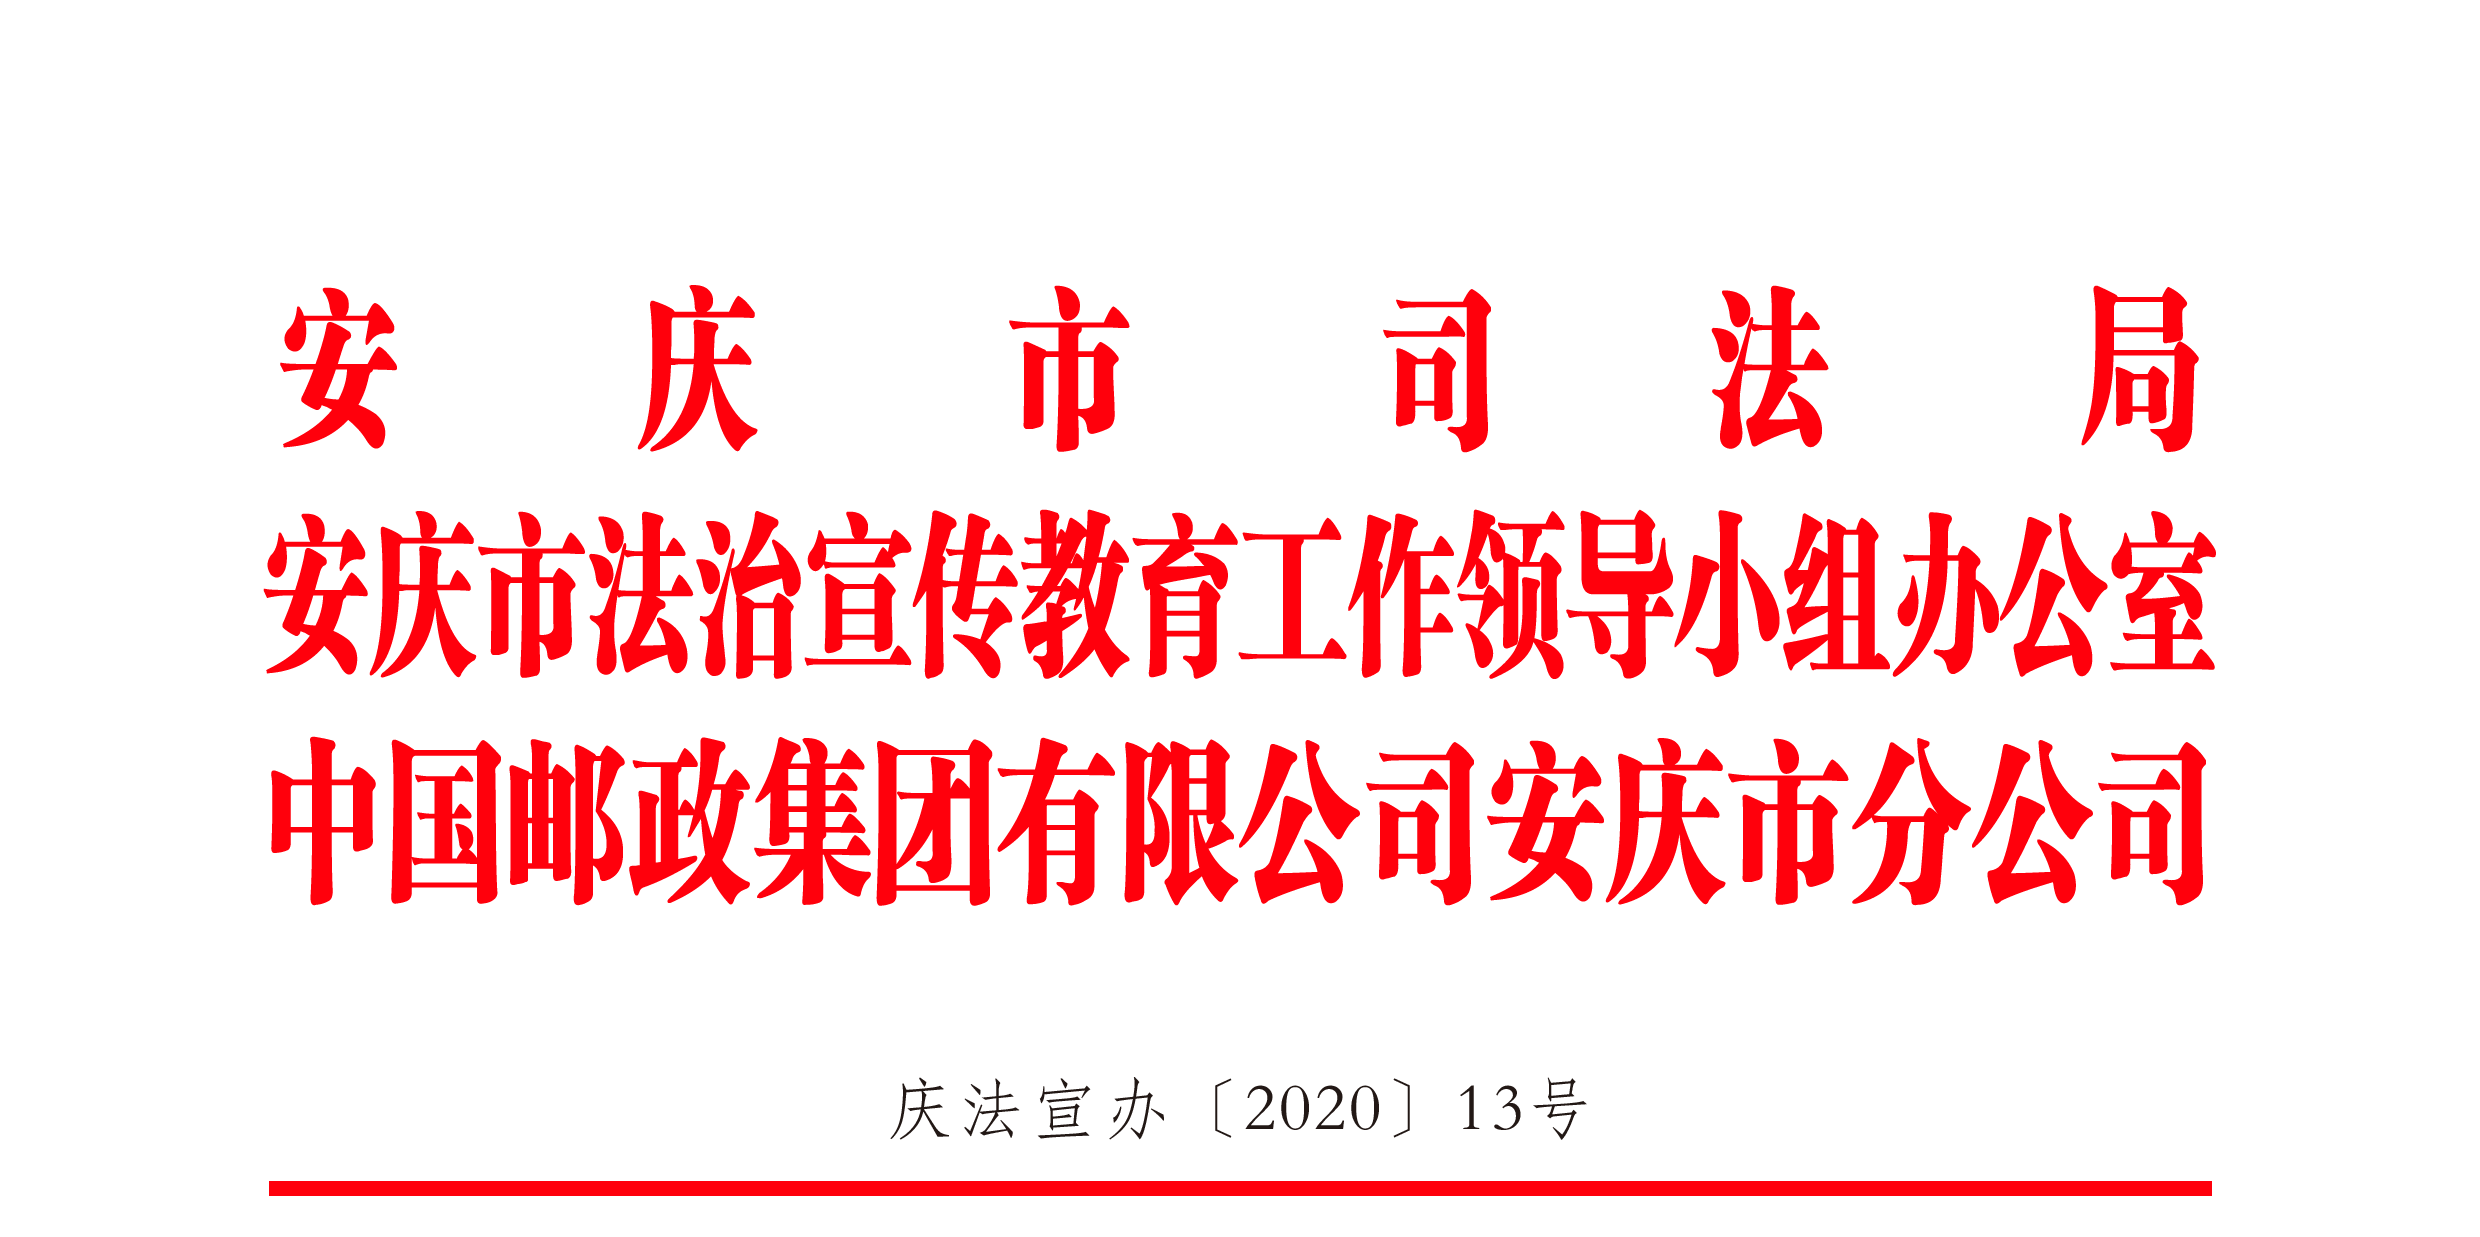 安庆市司法局
安庆市法治宣传教育工作领导小组办公室
中国邮政集团有限公司安庆市分公司
庆法宣办〔2020〕13号